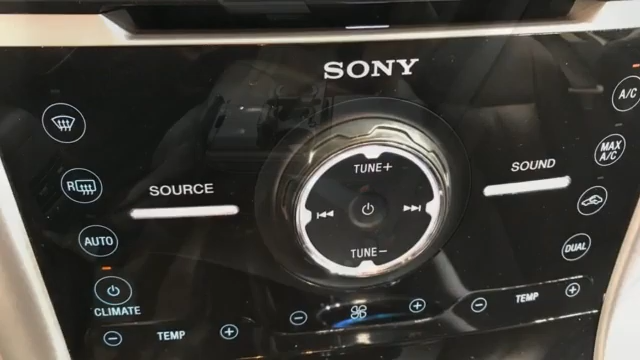 SONY
A/C
MAX
A/C
TUNE+
SOURCE
SOUND
R
AUTO
TUNE−
DUAL
CLIMATE
− TEMP +
− +
− TEMP +